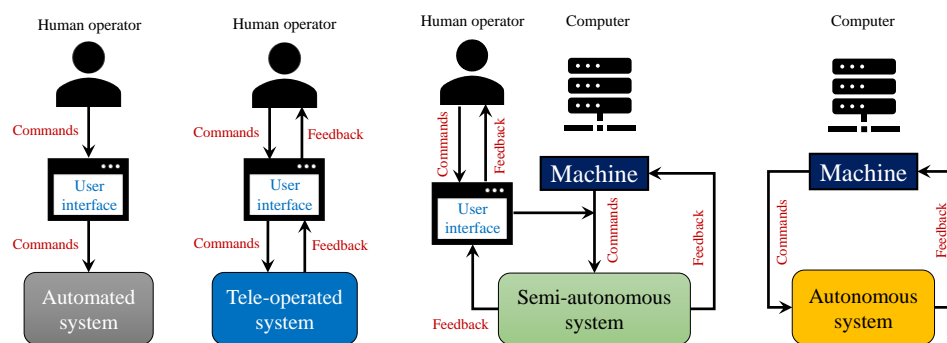 Human operator
Commands
User
interface
Commands
Automated
system
Human operator
Commands
Feedback
User
interface
Commands
Feedback
Tele-operated
system
Human operator
Computer
Commands
Feedback
Machine
User
interface
Commands
Feedback
Semi-autonomous
system
Feedback
Computer
Machine
Commands
Feedback
Autonomous
system